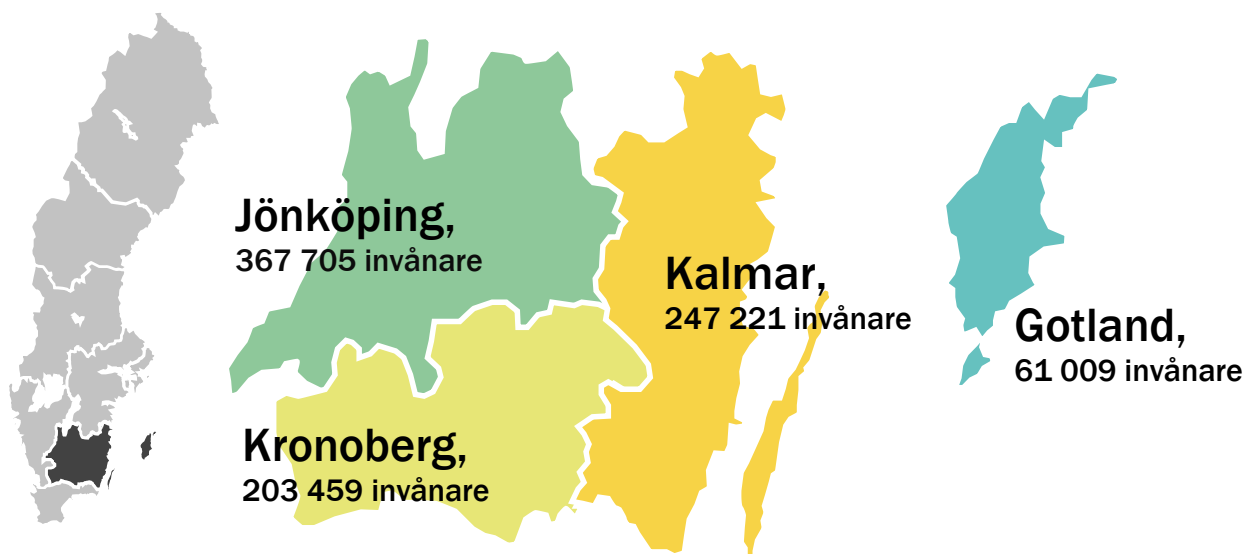 Jönköping,
367 705 invånare
Kalmar,
247 221 invånare
Gotland,
61 009 invånare
Kronoberg,
203 459 invånare